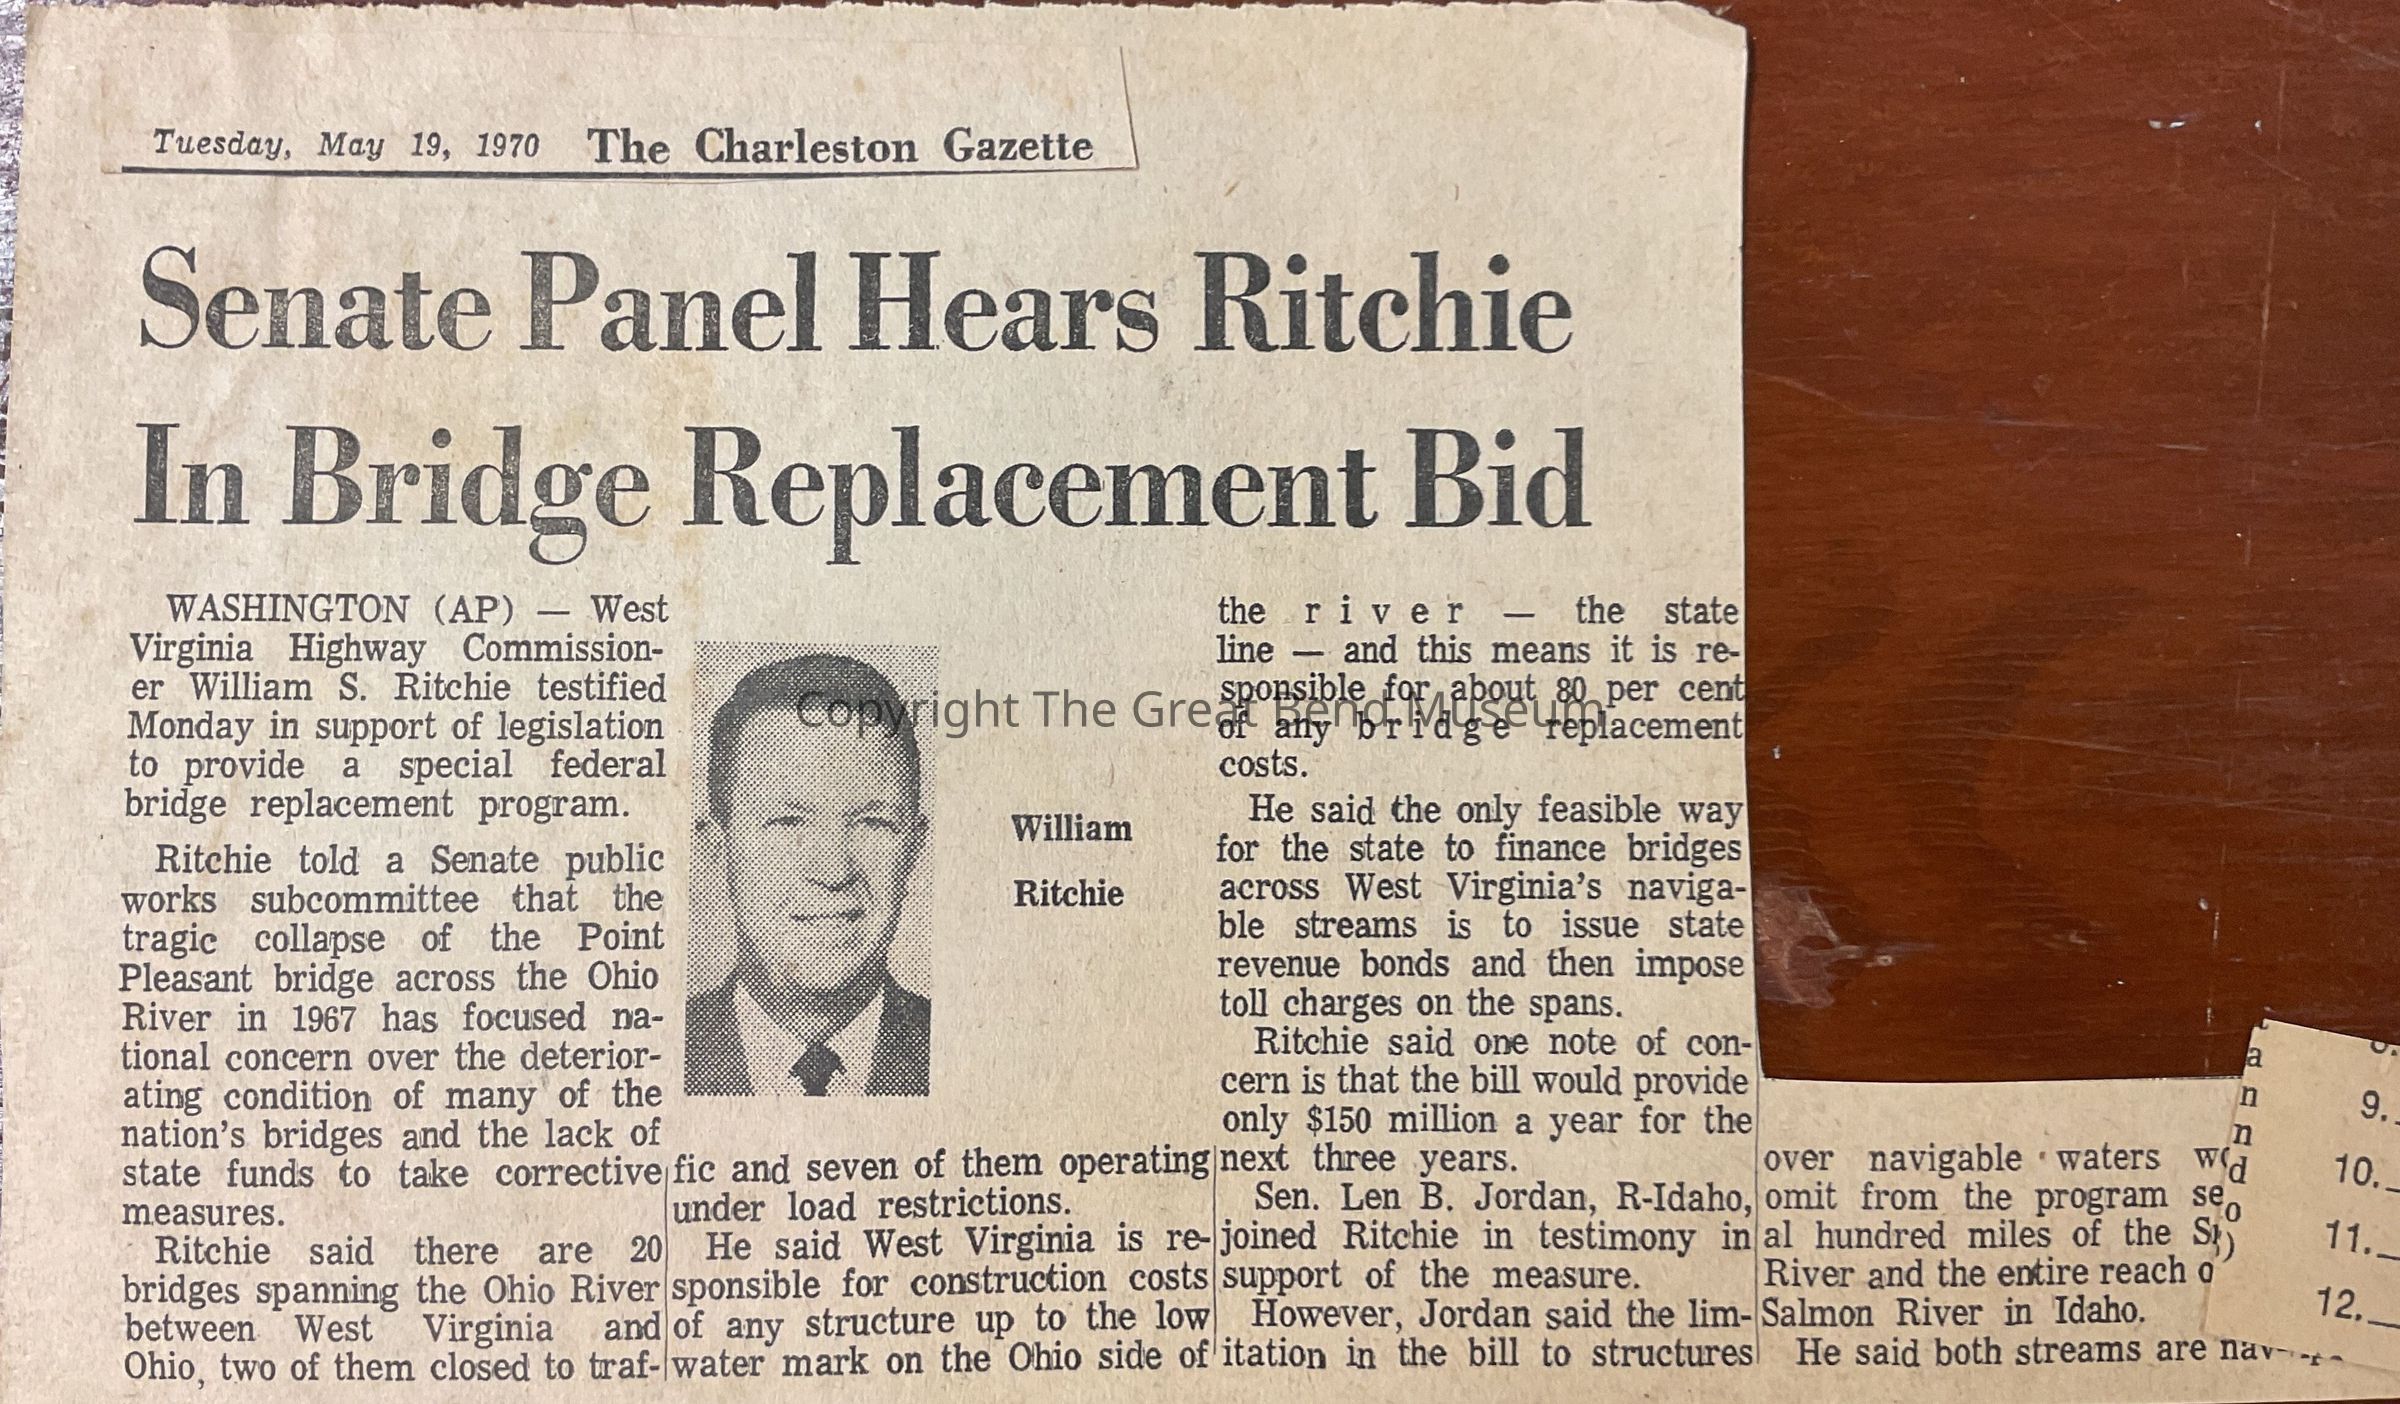 Tuesday, May 19, 1970 The Charleston Gazette
Senate Panel Hears Ritchie
In Bridge Replacement Bid
WASHINGTON (AP) — West
Virginia Highway Commission-
er William S. Ritchie testified
Monday in support of legislation
to provide a special federal
bridge replacement program.
Ritchie told a Senate public
works subcommittee that the
tragic collapse of the Point
Pleasant bridge across the Ohio
River in 1967 has focused na-
tional concern over the deterior-
ating condition of many of the
nation's bridges and the lack of
state funds to take corrective
measures.
Ritchie said there are 20
bridges spanning the Ohio River
between West Virginia and
Ohio, two of them closed to traf-
William
Ritchie
fic and seven of them operating
under load restrictions.
He said West Virginia is re-
sponsible for construction costs
of any structure up to the low
water mark on the Ohio side of
the river — the state
line — and this means it is re-
sponsible for about 80 per cent
of any bridge replacement
costs.
He said the only feasible way
for the state to finance bridges
across West Virginia's naviga-
ble streams is to issue state
revenue bonds and then impose
toll charges on the spans.
Ritchie said one note of con-
cern is that the bill would provide
only $150 million a year for the
next three years.
Sen. Len B. Jordan, R-Idaho,
joined Ritchie in testimony in
support of the measure.
However, Jordan said the lim-
itation in the bill to structures
over navigable waters
omit from the program
al hundred miles of the
River and the entire reach
Salmon River in Idaho.
He said both streams are
Copyright The Great Bend Museum
9.
10.
11.
12.